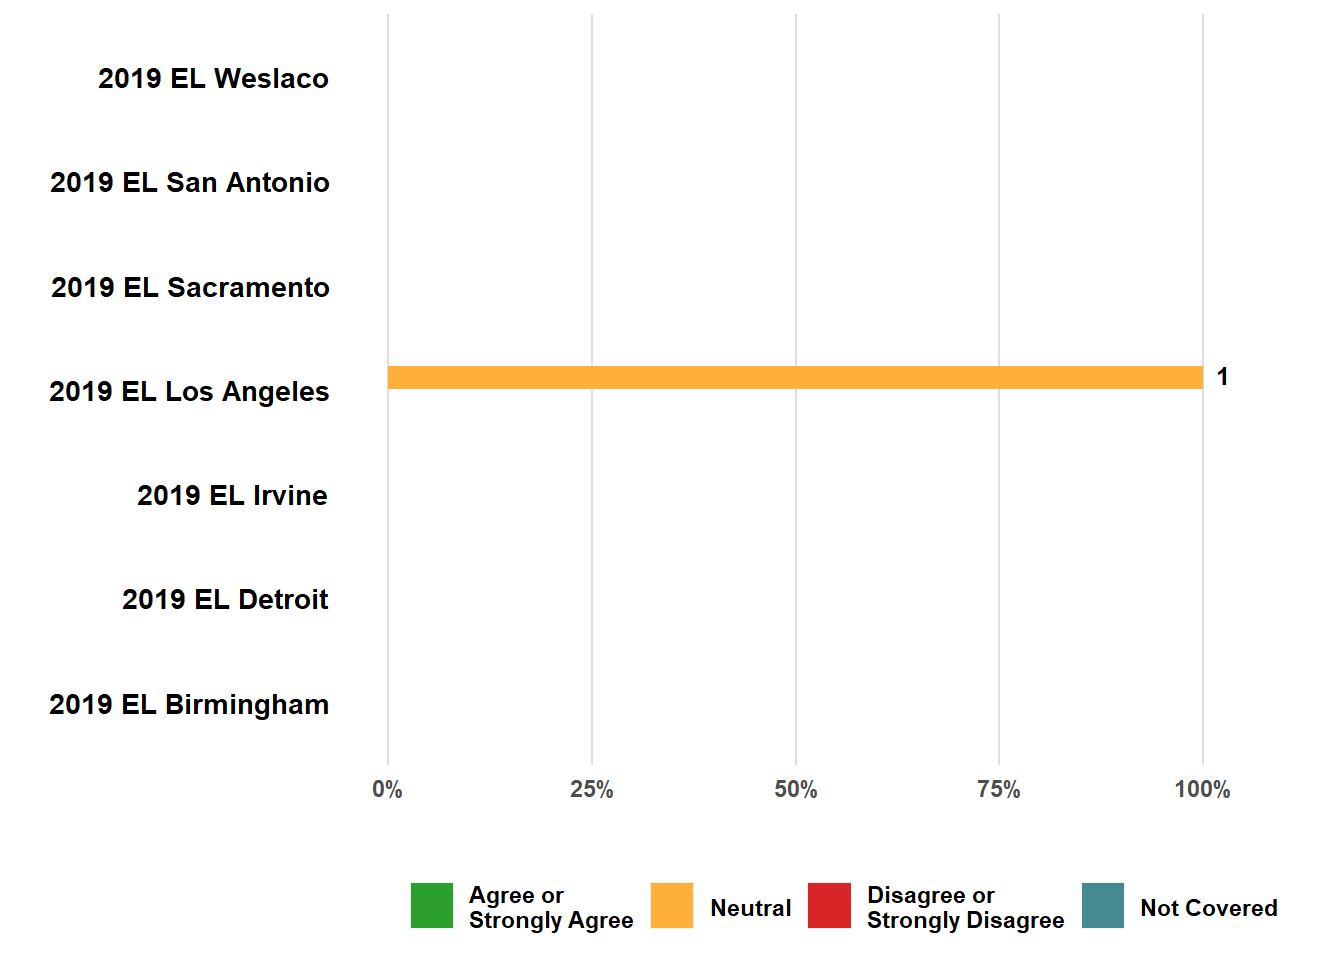 2019 EL Weslaco
2019 EL San Antonio
2019 EL Sacramento
2019 EL Los Angeles
1
2019 EL Irvine
2019 EL Detroit
2019 EL Birmingham
0%
25%
50%
75%
100%
Agree or
Strongly Agree
Neutral
Disagree or
Strongly Disagree
Not Covered